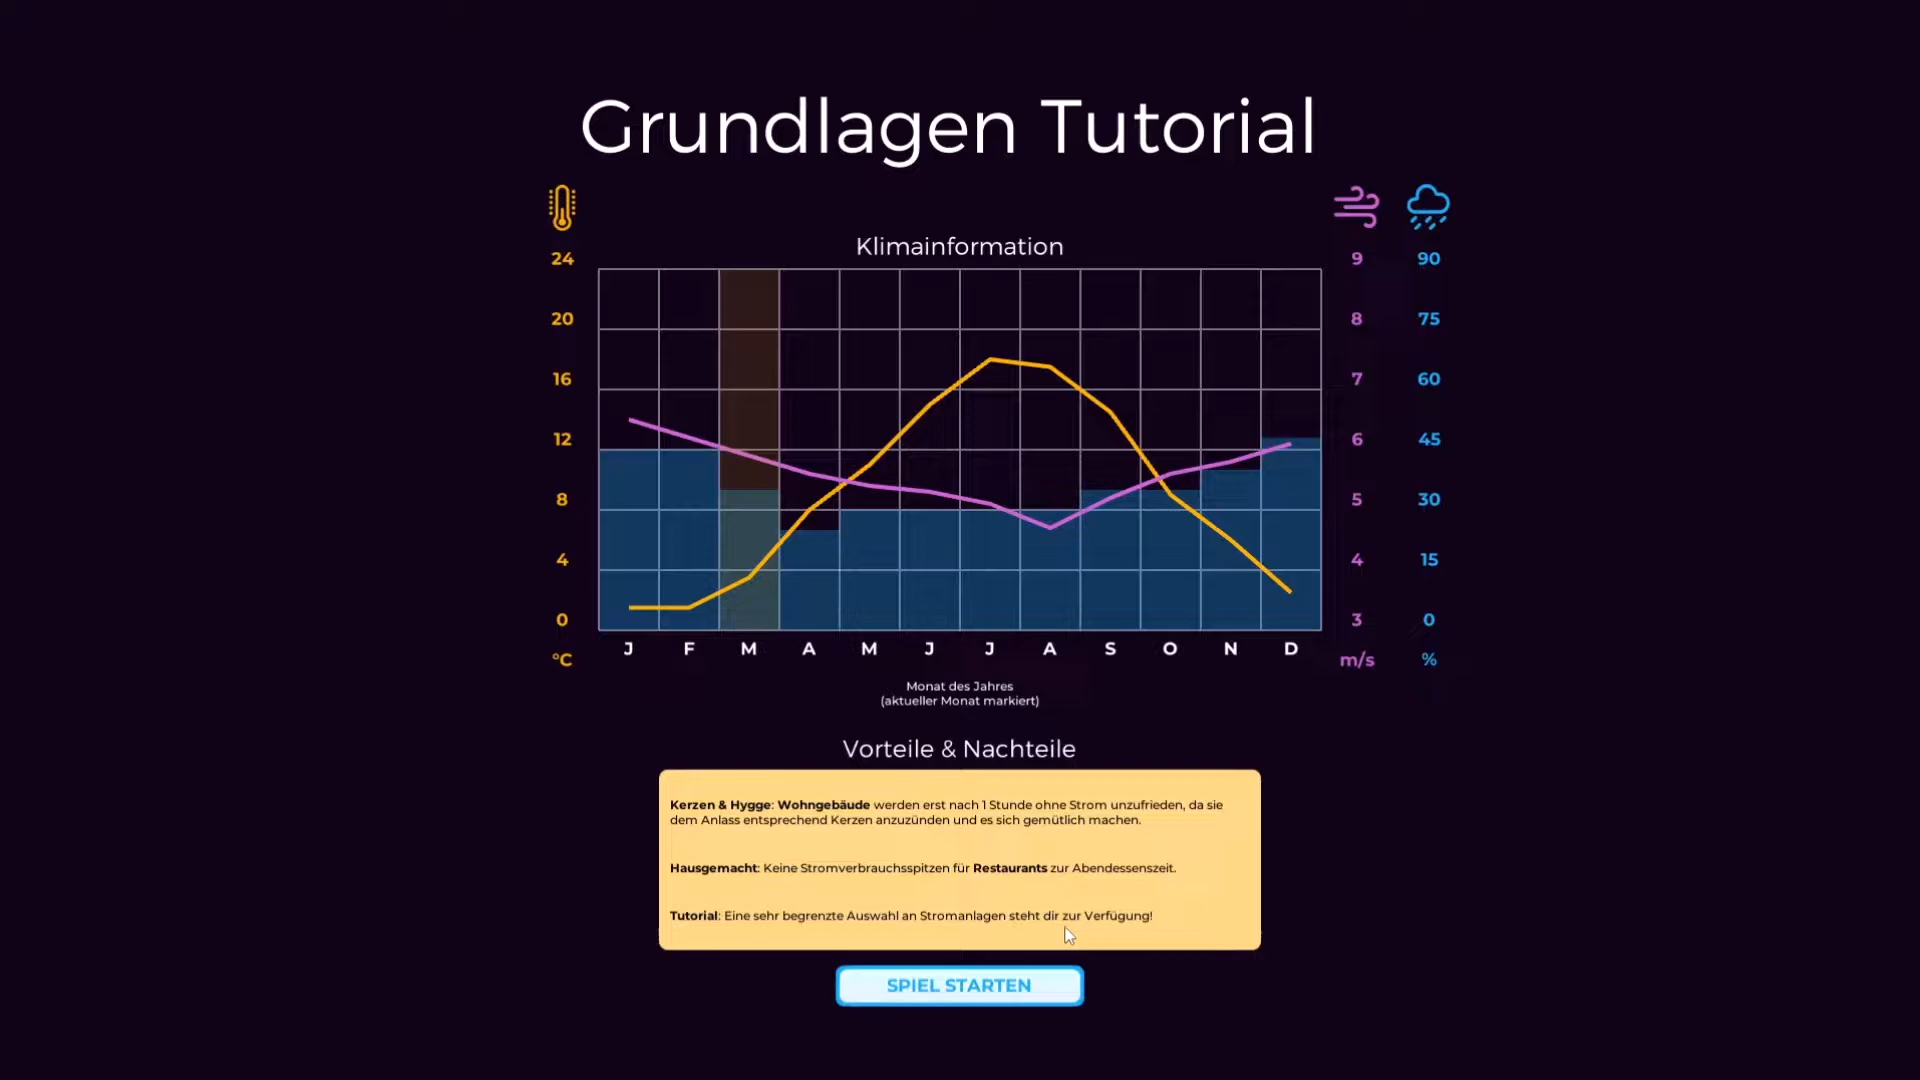 Grundlagen Tutorial
Klimainformation
24 9 90
20 8 75
16 7 60
12 6 45
8 5 30
4 4 15
0 3 0
J F M A M J J A S O N D
°C m/s %
Monat des Jahres
(aktueller Monat markiert)
Vorteile & Nachteile
Kerzen & Hygge: Wohngebäude werden erst nach 1 Stunde ohne Strom unzufrieden, da sie
dem Anlass entsprechend Kerzen anzuzünden und es sich gemütlich machen.
Hausgemacht: Keine Stromverbrauchsspitzen für Restaurants zur Abendessenszeit.
Tutorial: Eine sehr begrenzte Auswahl an Stromanlagen steht dir zur Verfügung!
SPIEL STARTEN